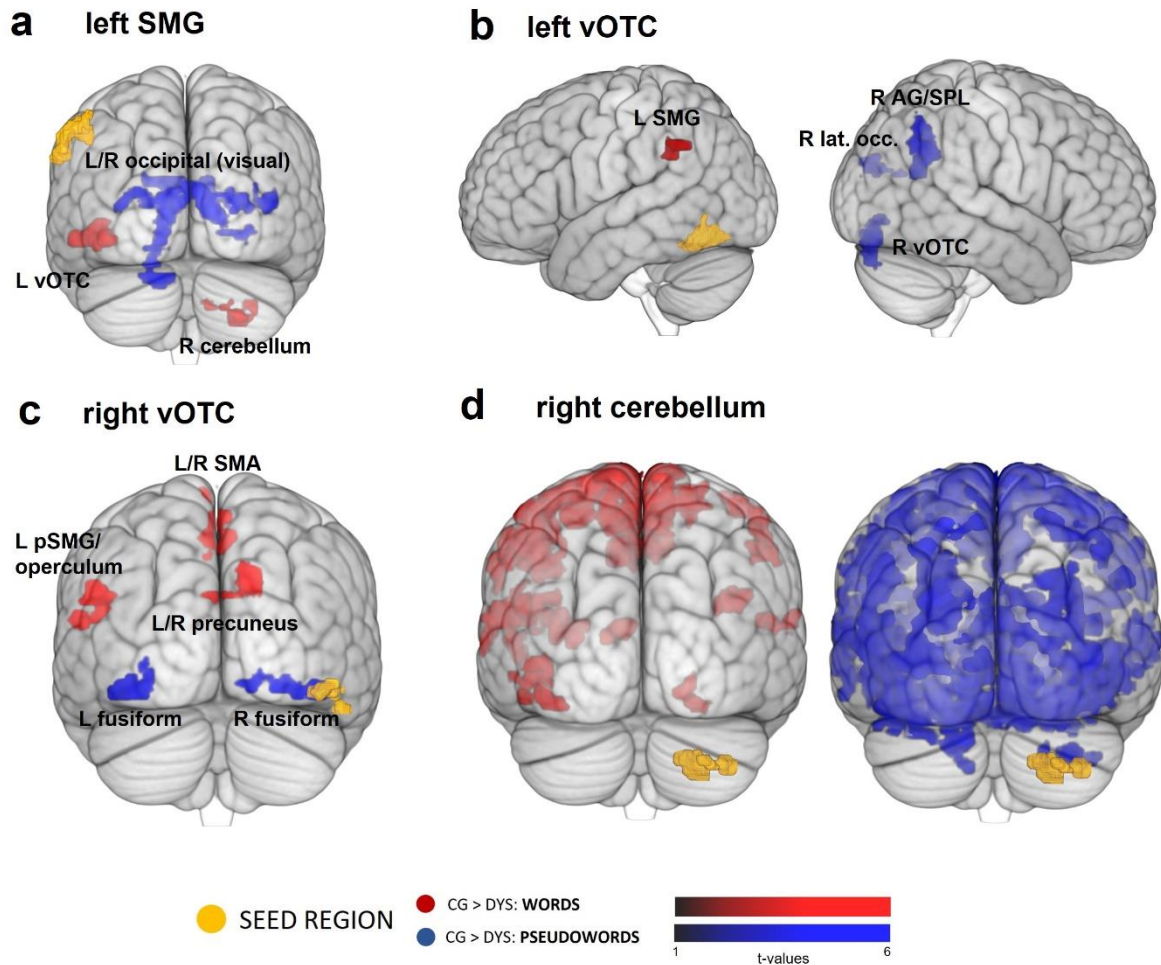 a left SMG
L/R occipital (visual)
L vOTC
R cerebellum
b left vOTC
L SMG
R AG/SPL
R lat. occ.
R vOTC
c right vOTC
L/R SMA
L pSMG/
operculum
L/R precuneus
L fusiform
R fusiform
d right cerebellum
SEED REGION
CG > DYS: WORDS
CG > DYS: PSEUDOWORDS
1
6
t-values